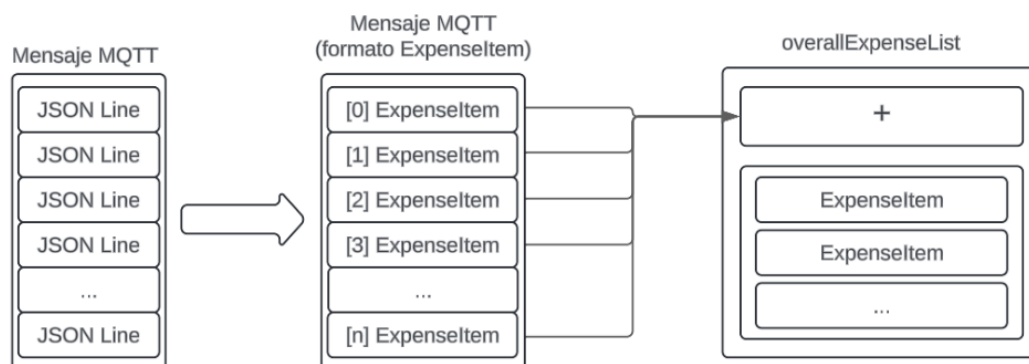 Mensaje MQTT
JSON Line
JSON Line
JSON Line
JSON Line
...
JSON Line
Mensaje MQTT
(formato ExpenseItem)
[0] ExpenseItem
[1] ExpenseItem
[2] ExpenseItem
[3] ExpenseItem
...
[n] ExpenseItem
overallExpenseList
+
ExpenseItem
ExpenseItem
...